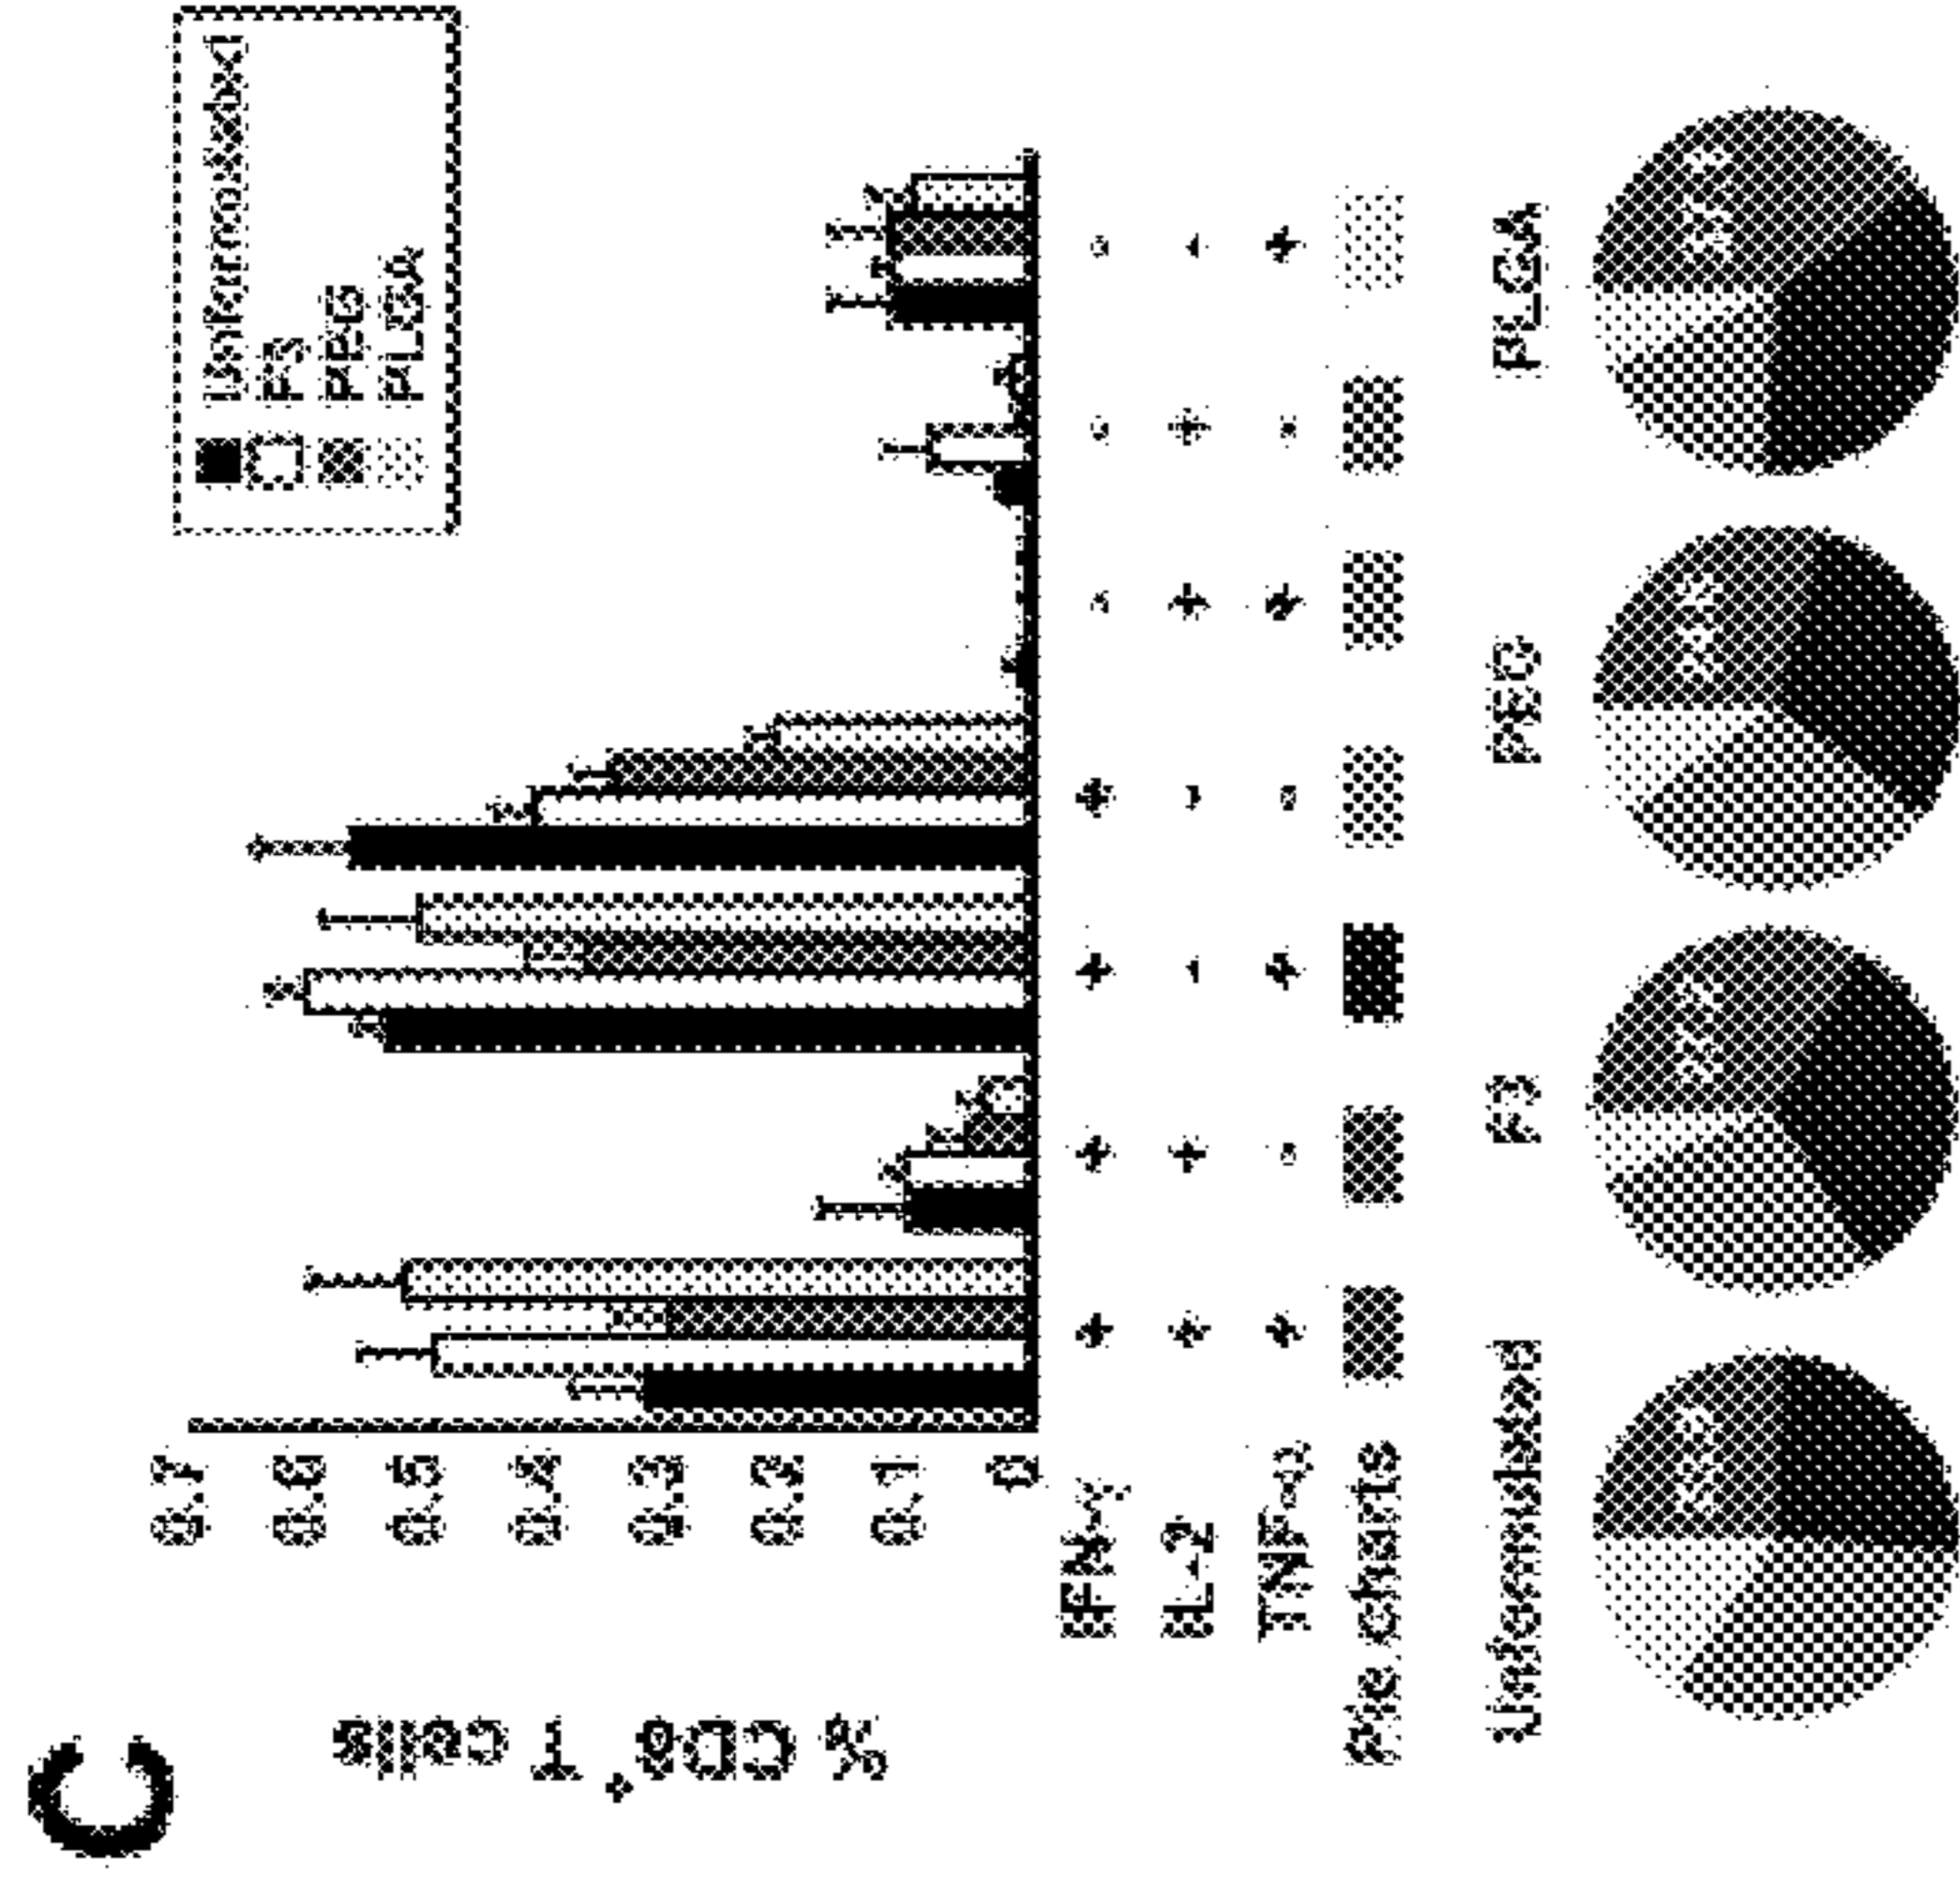 C
Unformulated
F3
PEG
PLGA
% CD8⁺ T cells
0.7
0.6
0.5
0.4
0.3
0.2
0.1
0
IFN-γ + + + + - - -
IL-2 + + - - + + -
TNF-α + - + - + - +
Pie charts
Unformulated F3 PEG PLGA